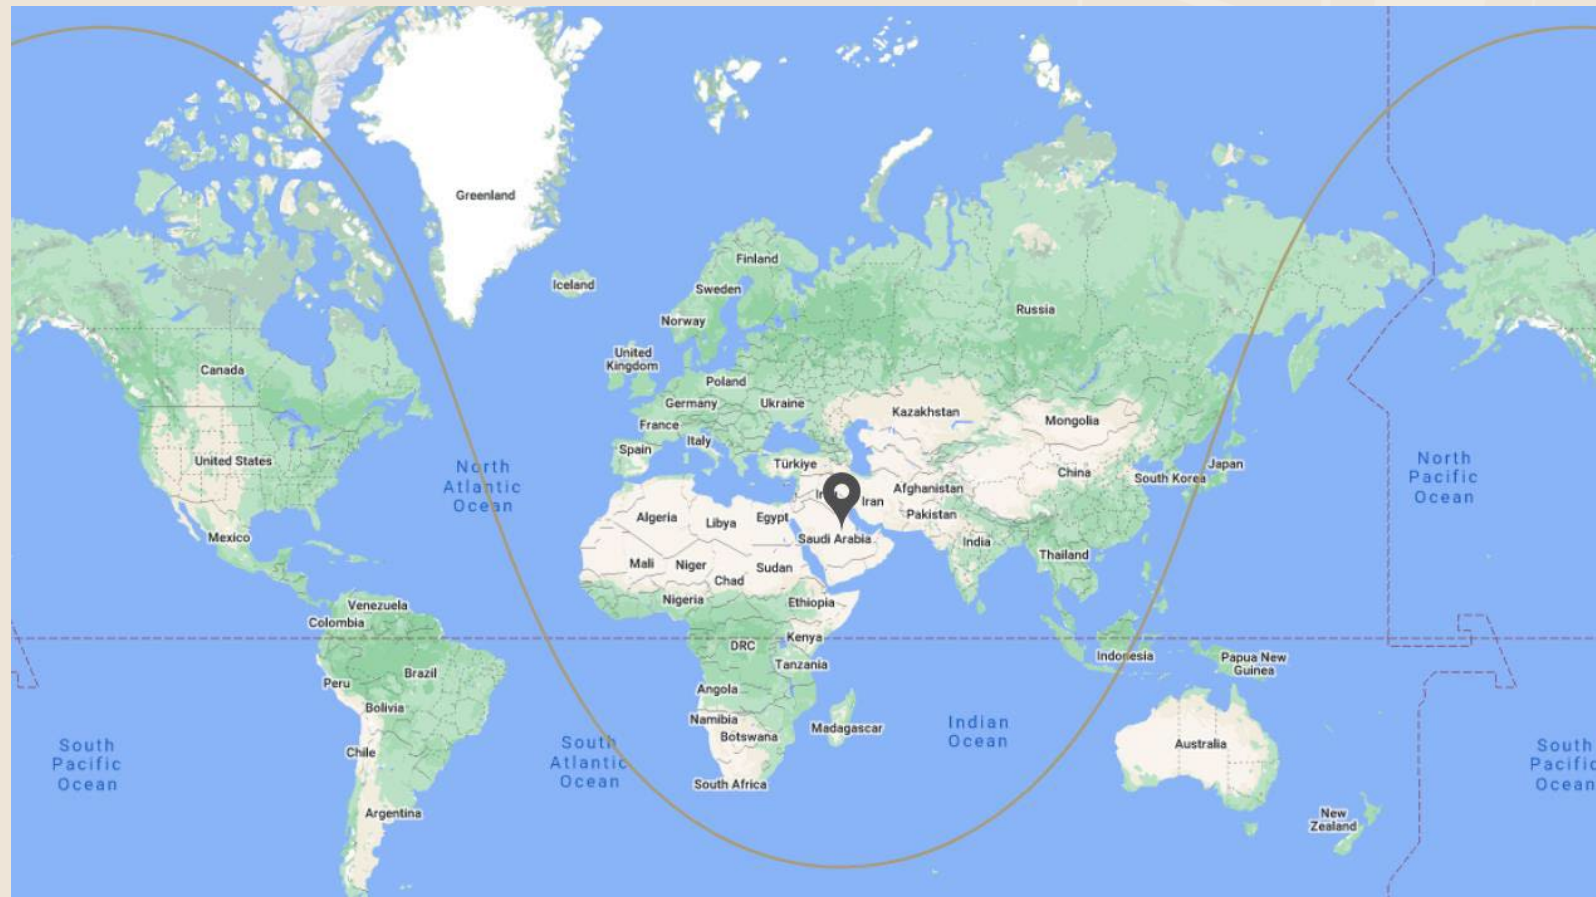 Greenland
Finland
Iceland
Sweden
Russia
Norway
United
Kingdom
Canada
Poland
Germany
Ukraine
Kazakhstan
Mongolia
France
Italy
Spain
North
Atlantic
Ocean
United States
Türkiye
China
Japan
South Korea
North
Pacific
Ocean
Afghanistan
Iran
Pakistan
Algeria
Libya
Egypt
Saudi Arabia
India
Mexico
Thailand
Mali
Niger
Chad
Sudan
Nigeria
Ethiopia
Venezuela
Colombia
DRC
Kenya
Indonesia
Papua New
Guinea
Tanzania
Brazil
Peru
Angola
Bolivia
Namibia
Botswana
Madagascar
Indian
Ocean
Australia
South
Pacific
Ocean
Chile
South
Atlantic
Ocean
South
Pacific
Ocean
South Africa
Argentina
New
Zealand